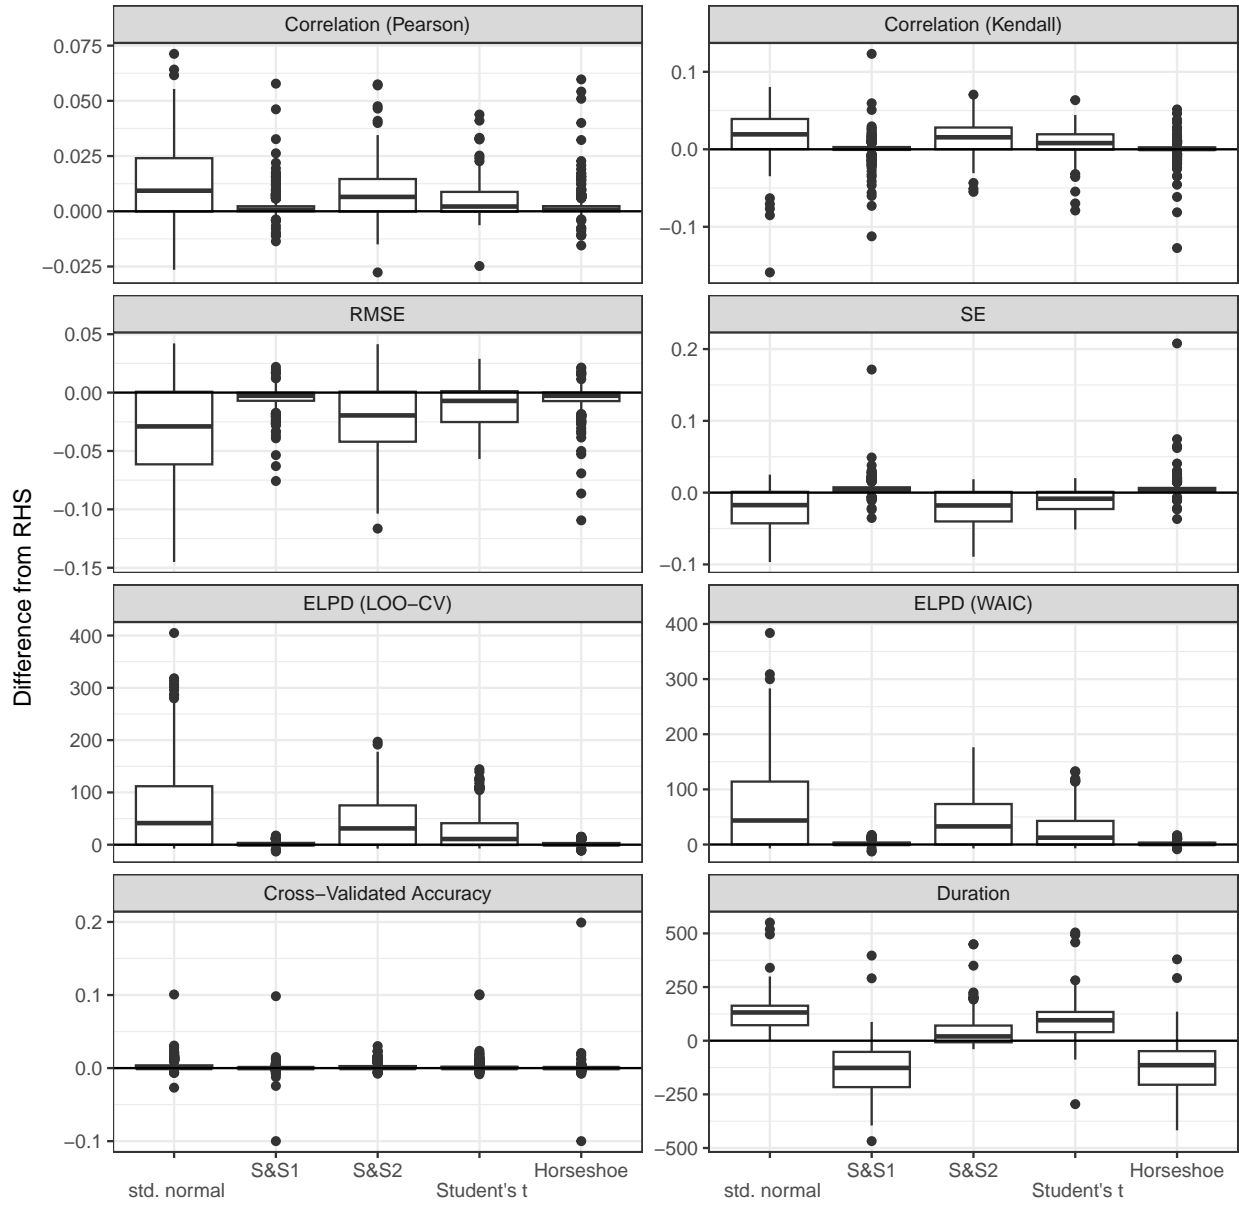 Difference from RHS
Correlation (Pearson)
0.075
0.050
0.025
0.000
−0.025
Correlation (Kendall)
0.1
0.0
−0.1
RMSE
0.05
0.00
−0.05
−0.10
−0.15
SE
0.2
0.1
0.0
−0.1
ELPD (LOO−CV)
400
300
200
100
0
ELPD (WAIC)
400
300
200
100
0
Cross−Validated Accuracy
0.2
0.1
0.0
−0.1
Duration
500
250
0
−250
−500
S&S1 S&S2 Horseshoe
std. normal Student's t
S&S1 S&S2 Horseshoe
std. normal Student's t